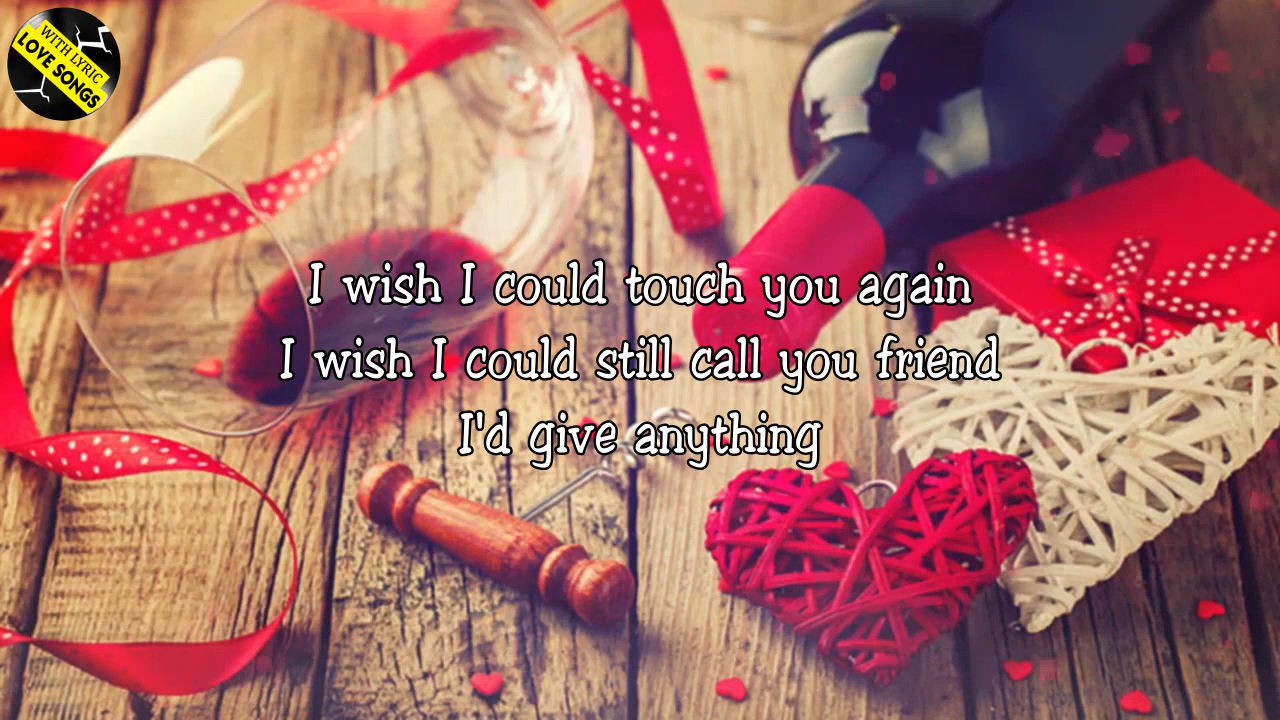 WITH LYRIC
LOVE SONGS
I wish I could touch you again
I wish I could still call you friend
I'd give anything